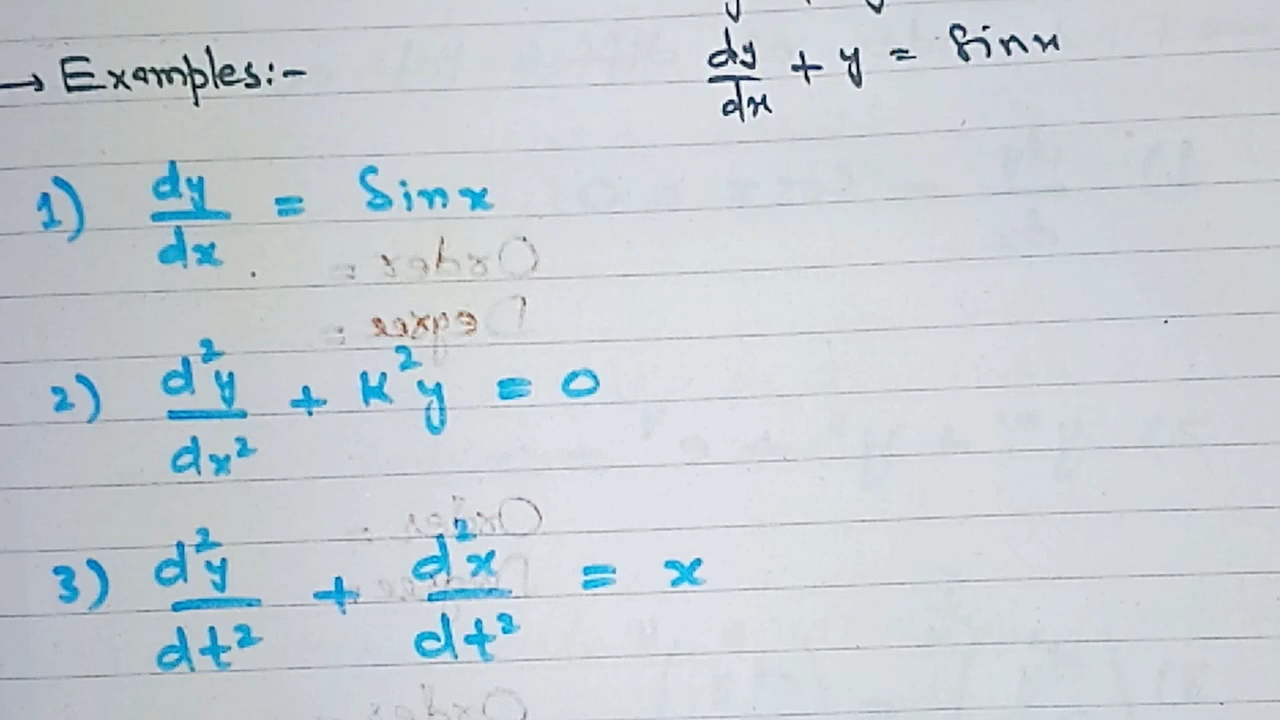 → Examples:-
dy/dx + y = Sinx
1) dy/dx = Sinx
2) d²y/dx² + K²y = 0
3) d²y/dt² + d²x/dt² = x